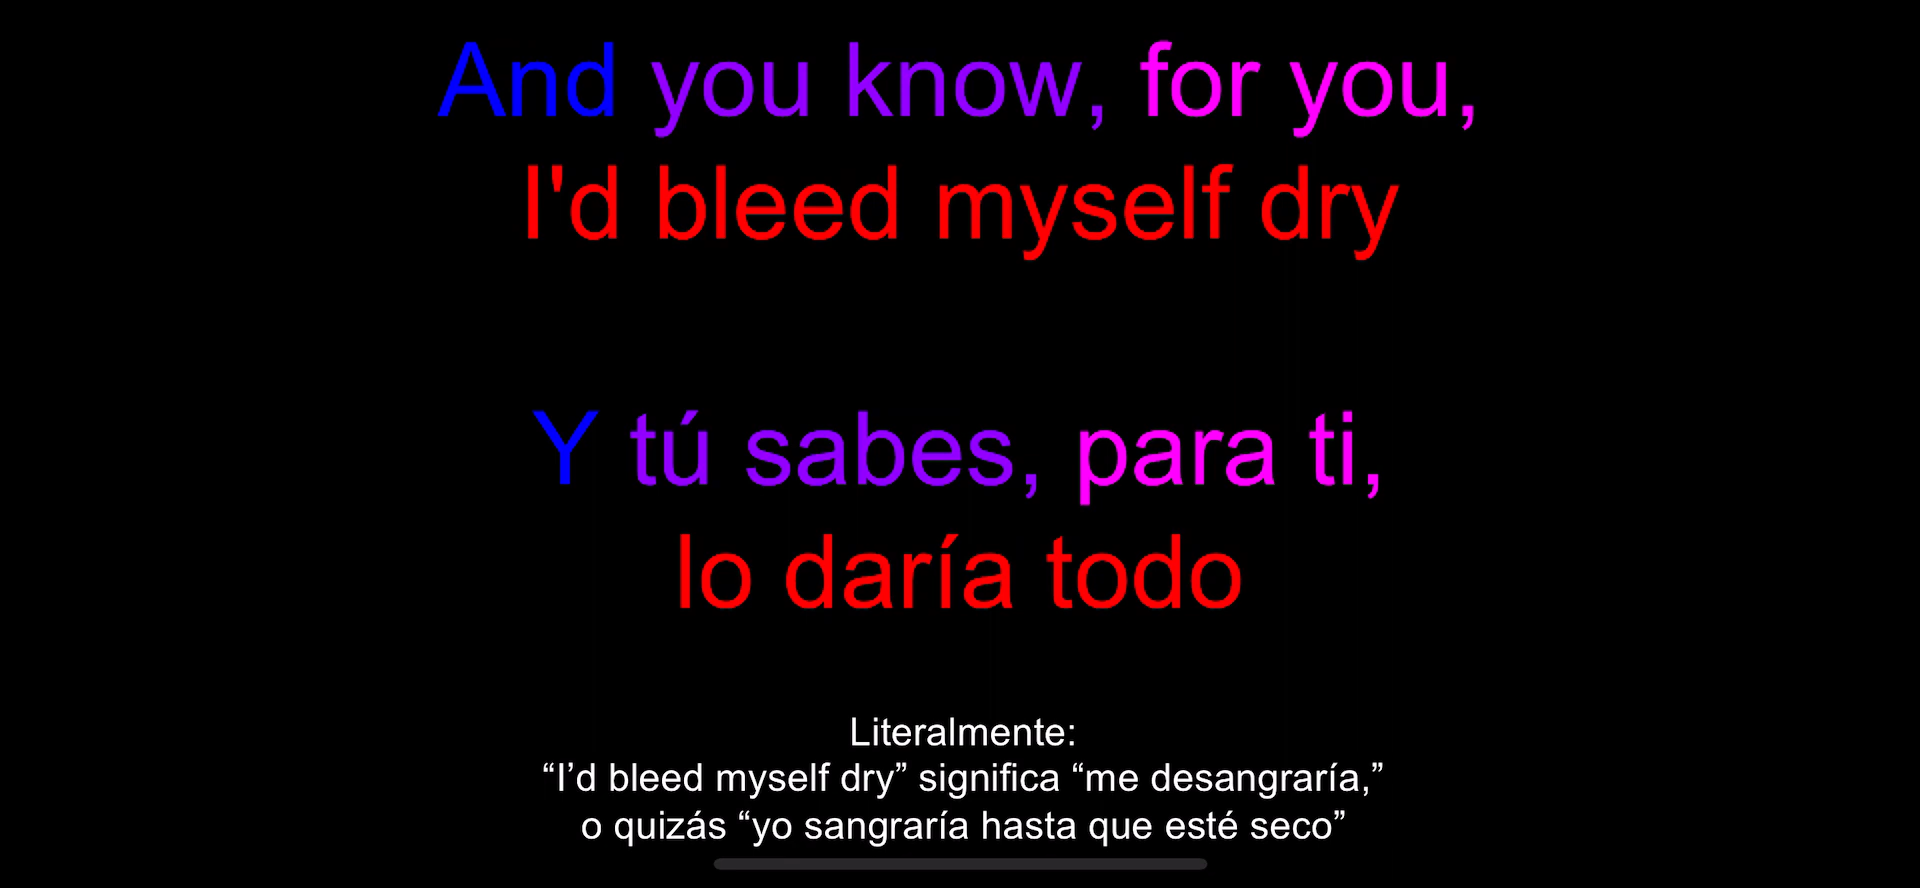 And you know, for you,
I'd bleed myself dry
Y tú sabes, para ti,
lo daría todo
Literalmente:
“I’d bleed myself dry” significa “me desangraría,”
o quizás “yo sangraría hasta que esté seco”